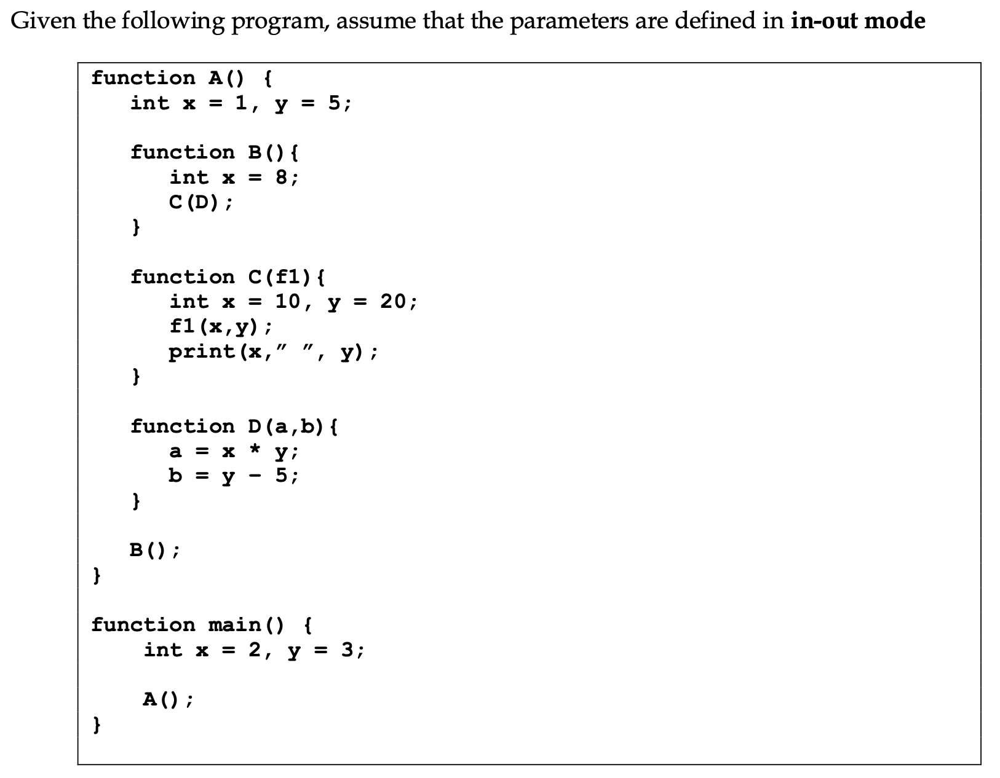 Given the following program, assume that the parameters are defined in in-out mode
function A() {
int x = 1, y = 5;
function B(){
int x = 8;
C(D);
}
function C(f1){
int x = 10, y = 20;
f1(x,y);
print(x,″ ″, y);
}
function D(a,b){
a = x * y;
b = y - 5;
}
B();
}
function main() {
int x = 2, y = 3;
A();
}